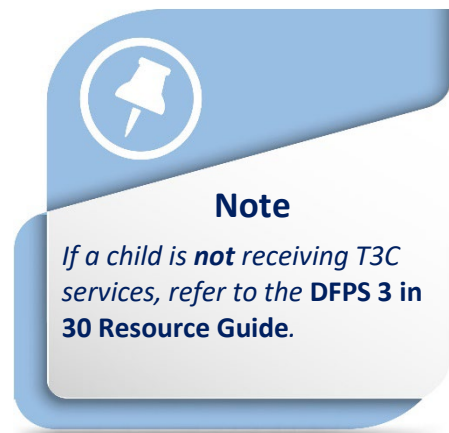 Note
If a child is not receiving T3C
services, refer to the DFPS 3 in
30 Resource Guide.